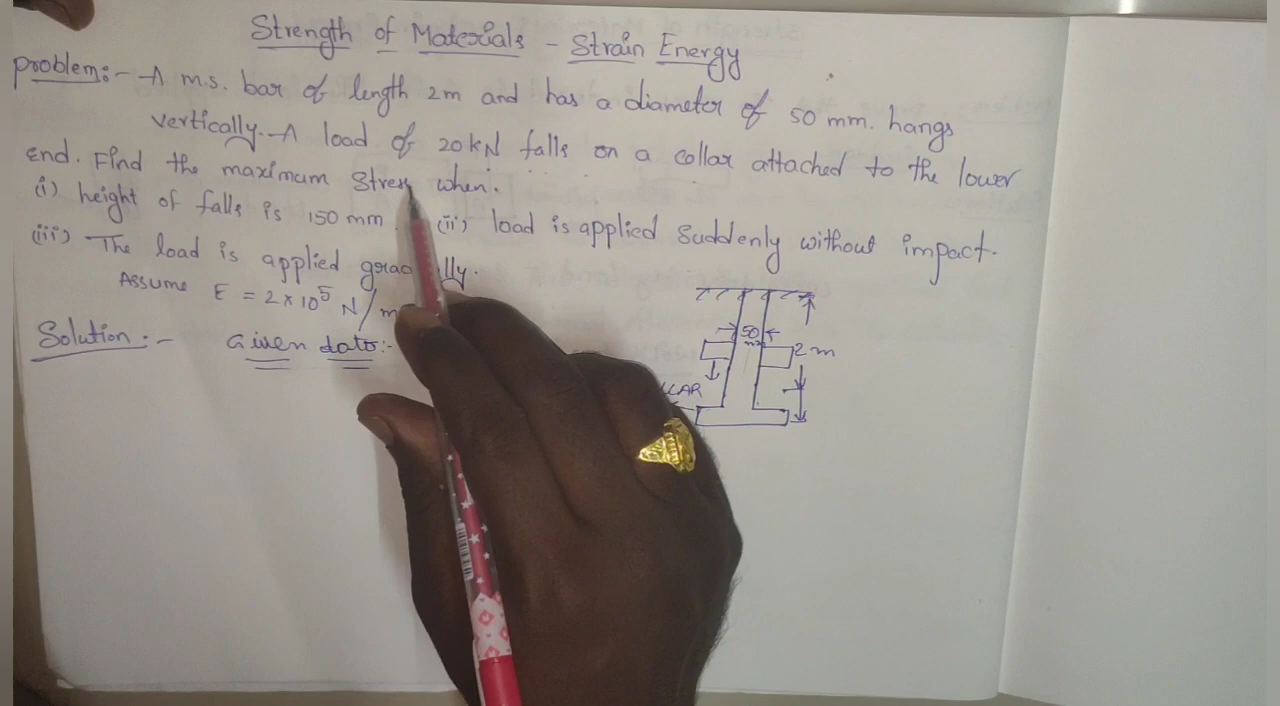 Strength of Materials - Strain Energy
problem:- A m.s. bar of length 2m and has a diameter of 50 mm. hangs
vertically. A load of 20kN falls on a collar attached to the lower
end. Find the maximum stress when:
(i) height of falls is 150 mm. (ii) load is applied suddenly without impact.
(iii) The load is applied
Assume E = 2 × 10⁵ N/m
Solution:- Given data:-
50
mm
2m